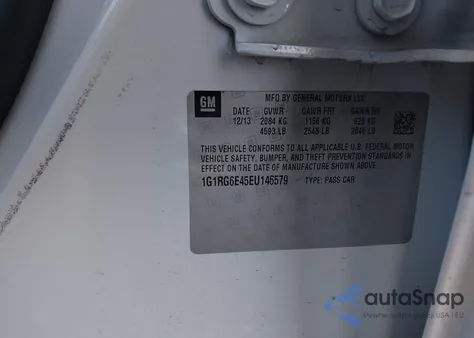 GM
MFD.BY GENERAL MOTORS LLC
DATE GVWR GAWR FRT GAWR RR
12/13 2084 KG 1156 KG 928 KG
4593 LB 2548 LB 2046 LB
THIS VEHICLE CONFORMS TO ALL APPLICABLE U.S. FEDERAL MOTOR
VEHICLE SAFETY, BUMPER, AND THEFT PREVENTION STANDARDS IN
EFFECT ON THE DATE OF MANUFACTURE SHOWN ABOVE.
1G1RG6E45EU146579 TYPE: PASS CAR
autoSnap